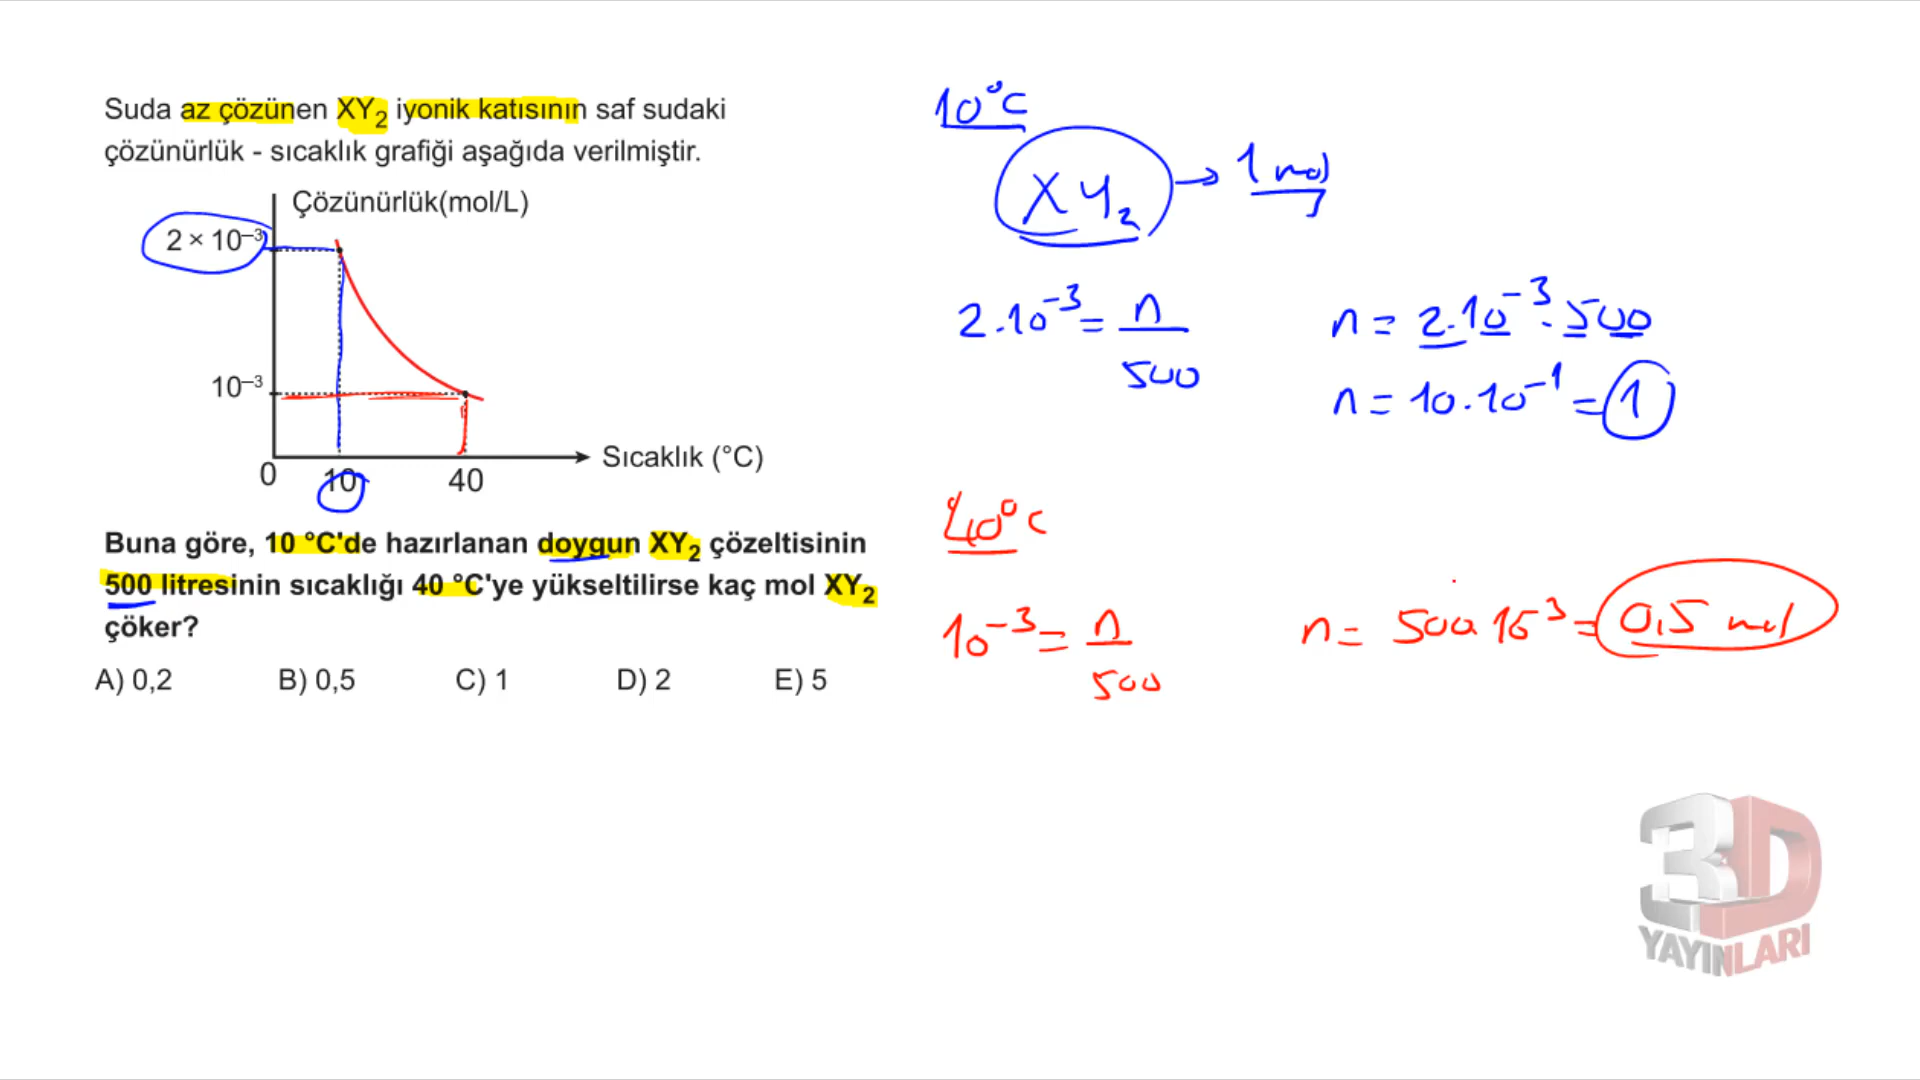 Suda az çözünen XY₂ iyonik katısının saf sudaki
çözünürlük - sıcaklık grafiği aşağıda verilmiştir.
Çözünürlük(mol/L)
2 × 10⁻³
10⁻³
0
10
40
Sıcaklık (°C)
Buna göre, 10 °C'de hazırlanan doygun XY₂ çözeltisinin
500 litresinin sıcaklığı 40 °C'ye yükseltilirse kaç mol XY₂
çöker?
A) 0,2 B) 0,5 C) 1 D) 2 E) 5
10°C
XY₂ → 1 mol
2.10⁻³ = n/500
n = 2.10⁻³.500
n = 10.10⁻¹ = 1
40°C
10⁻³ = n/500
n = 500.10⁻³ = 0,5 mol
3D
YAYINLARI